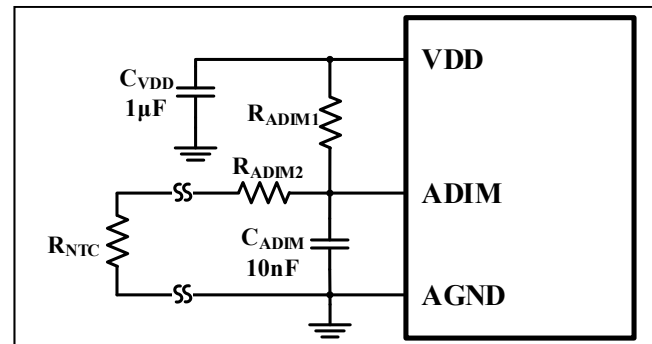 VDD
CVDD
1µF
RADIM1
RADIM2
ADIM
RNTC
CADIM
10nF
AGND